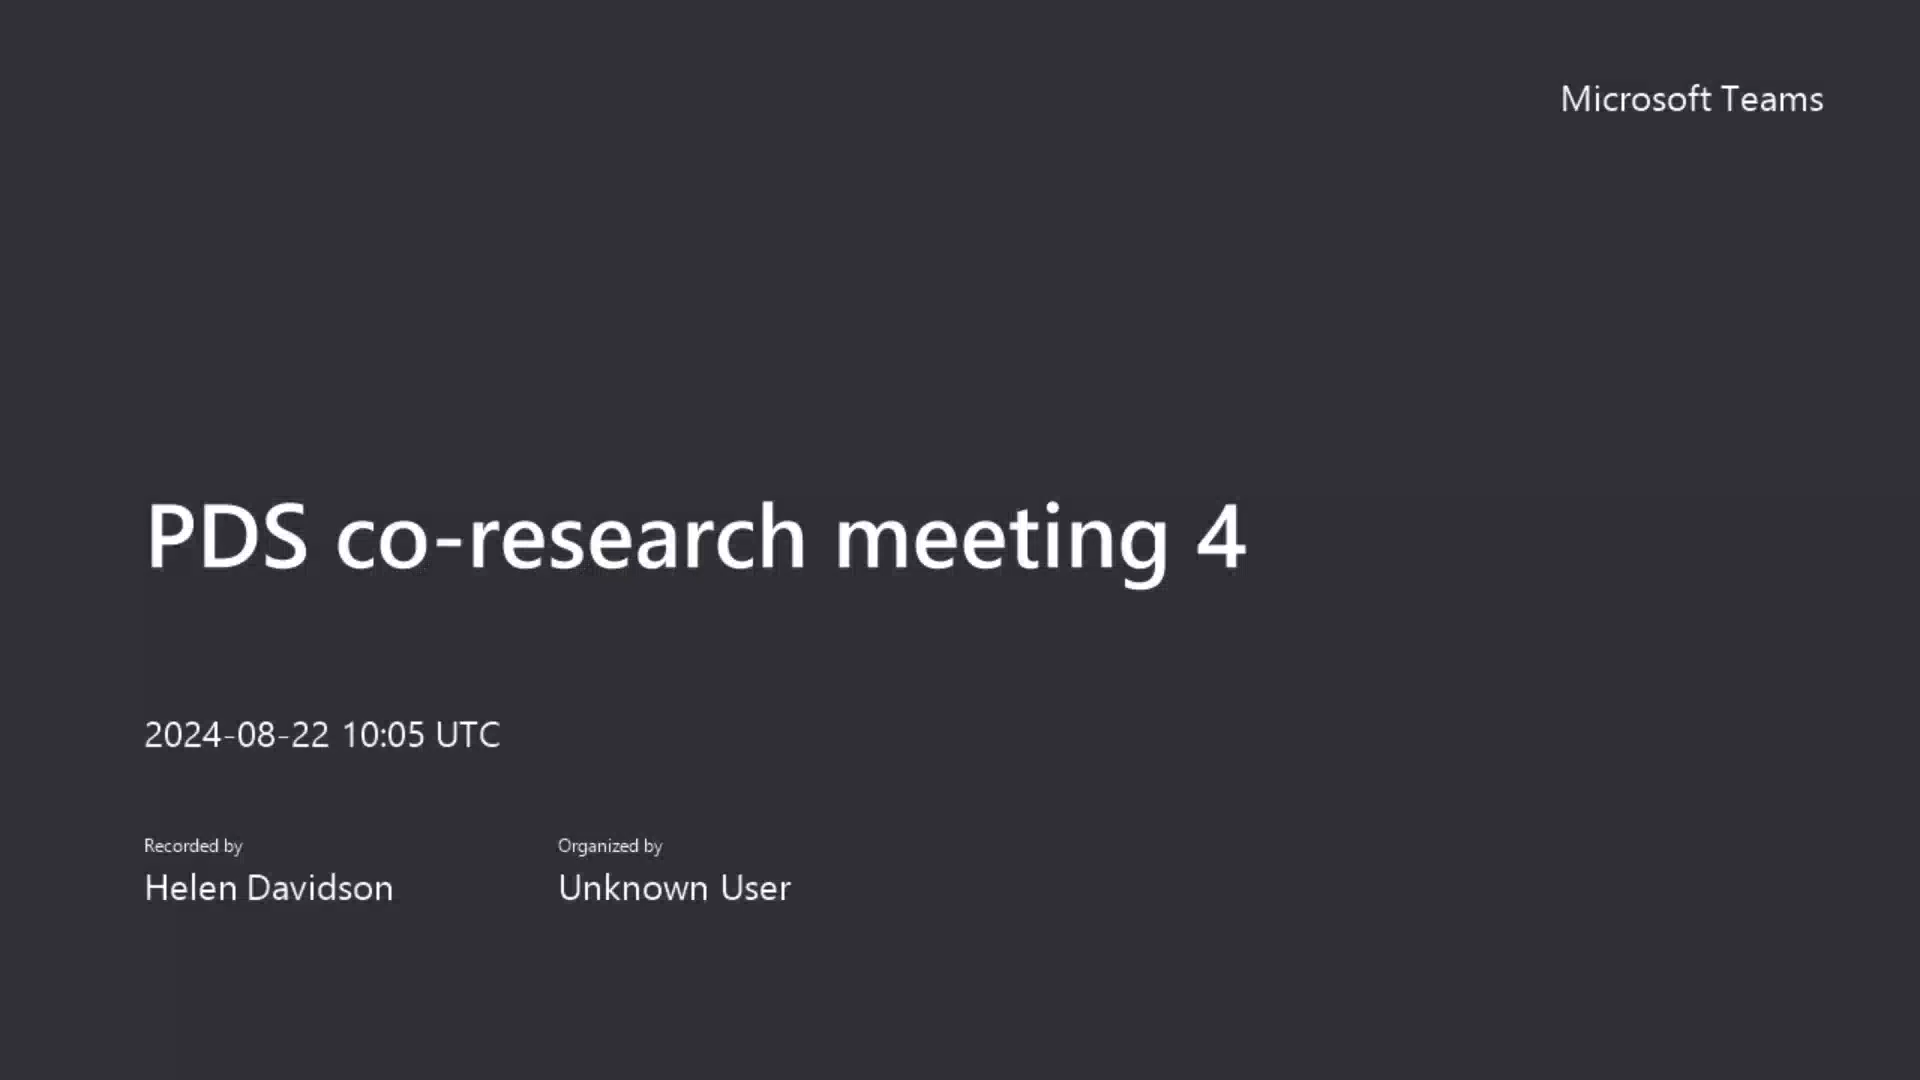 Microsoft Teams
PDS co-research meeting 4
2024-08-22 10:05 UTC
Recorded by
Helen Davidson
Organized by
Unknown User